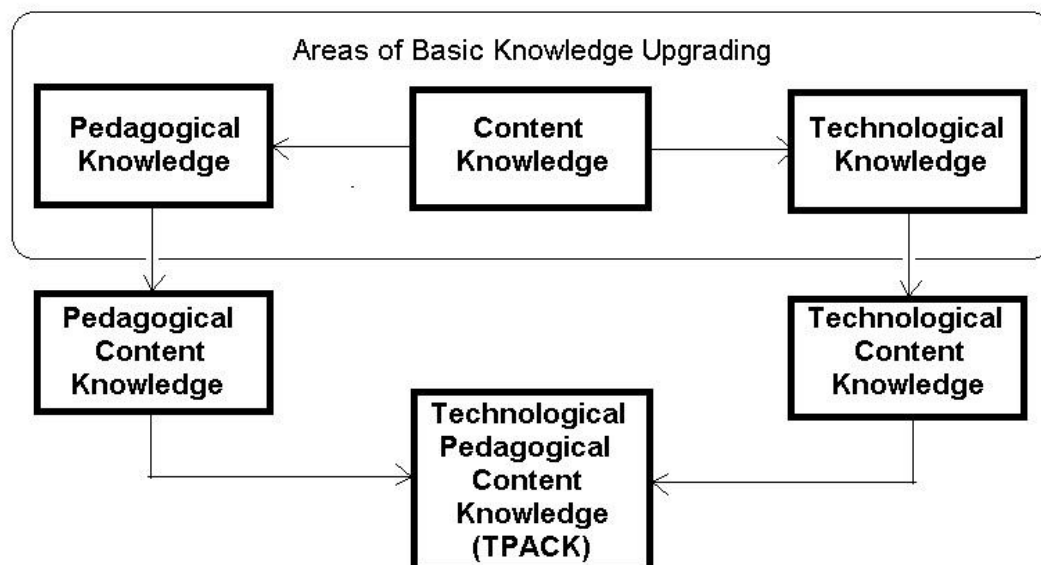 Areas of Basic Knowledge Upgrading
Pedagogical
Knowledge
Content
Knowledge
Technological
Knowledge
Pedagogical
Content
Knowledge
Technological
Content
Knowledge
Technological
Pedagogical
Content
Knowledge
(TPACK)